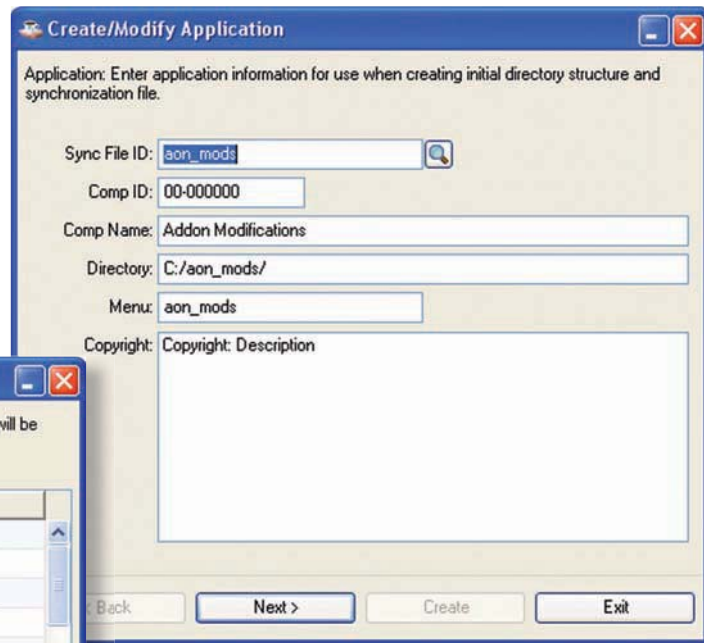 Create/Modify Application
Application: Enter application information for use when creating initial directory structure and
synchronization file.
Sync File ID: aon_mods
Comp ID: 00-000000
Comp Name: Addon Modifications
Directory: C:/aon_mods/
Menu: aon_mods
Copyright: Copyright: Description
will be
< Back Next > Create Exit